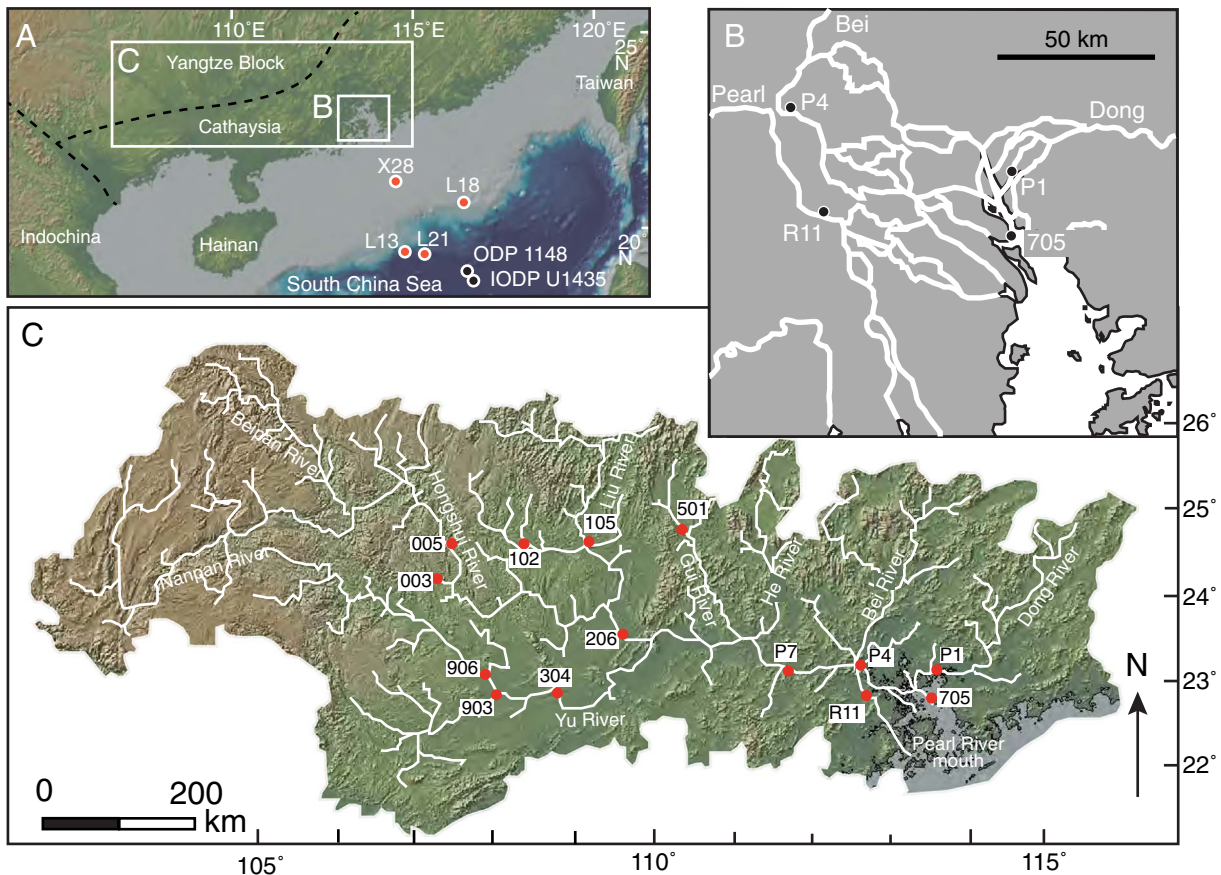 A
110˚E
115˚E
120˚E
25˚
N
C
Yangtze Block
Taiwan
B
Cathaysia
X28
L18
Indochina
Hainan
L13
L21
20˚
N
ODP 1148
South China Sea
IODP U1435
B
Bei
50 km
Pearl
P4
Dong
P1
R11
705
C
26˚
Beipan River
Liu River
Hongshui River
105
501
25˚
005
102
Nanpan River
003
Gui River
He River
Bei River
Dong River
24˚
206
P7
P4
P1
N
906
304
23˚
903
Yu River
R11
705
Pearl River
mouth
22˚
0
200
km
105˚
110˚
115˚